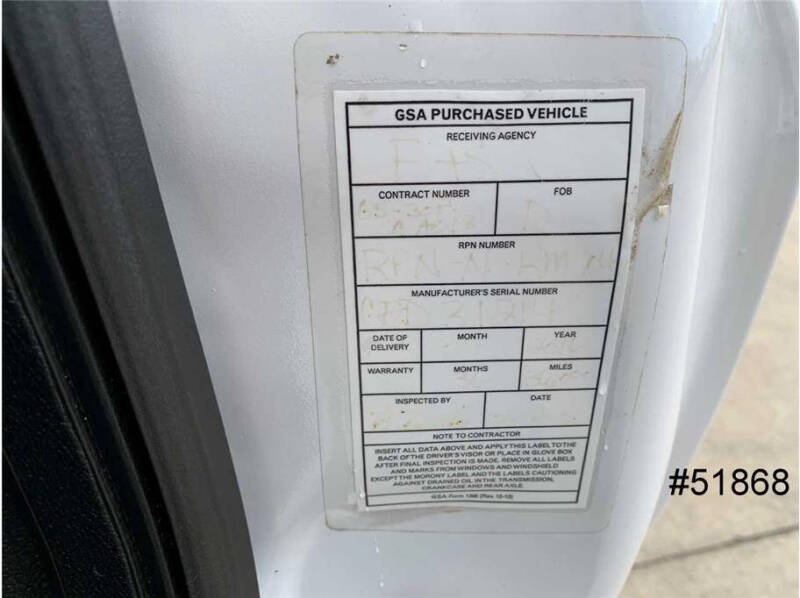 GSA PURCHASED VEHICLE
RECEIVING AGENCY
CONTRACT NUMBER
FOB
RPN NUMBER
MANUFACTURER'S SERIAL NUMBER
DATE OF DELIVERY
MONTH
YEAR
WARRANTY
MONTHS
MILES
INSPECTED BY
DATE
NOTE TO CONTRACTOR
INSERT ALL DATA ABOVE AND APPLY THIS LABEL TO THE
BACK OF THE DRIVER'S VISOR OR PLACE IN GLOVE BOX
AFTER FINAL INSPECTION IS MADE. REMOVE ALL LABELS
AND MARKS FROM WINDOWS AND WINDSHIELD
EXCEPT THE MORONY LABEL AND THE LABELS CAUTIONING
AGAINST DRAINED OIL IN THE TRANSMISSION,
CRANKCASE AND REAR AXLE.
GSA Form
#51868